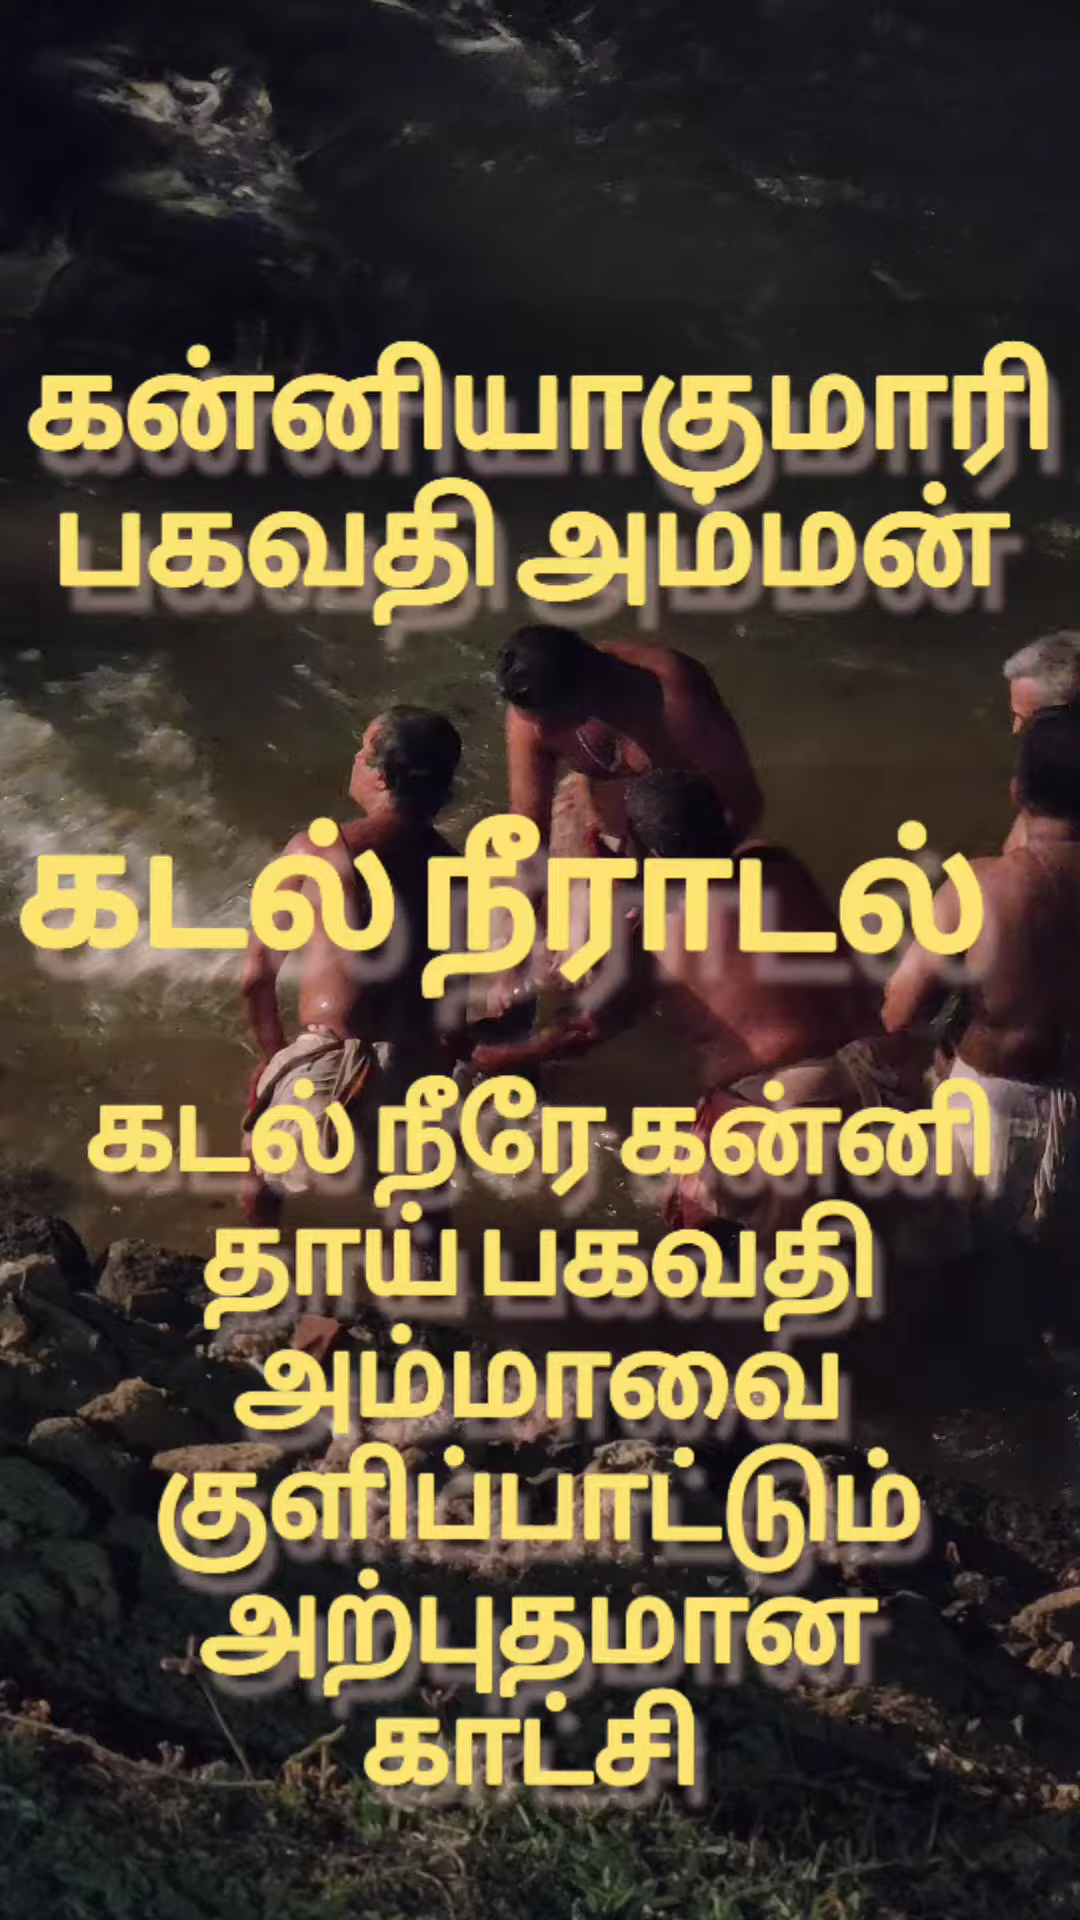 கன்னியாகுமாரி
பகவதி அம்மன்
கடல் நீராடல்
கடல் நீரே கன்னி
தாய் பகவதி
அம்மாவை
குளிப்பாட்டும்
அற்புதமான
காட்சி